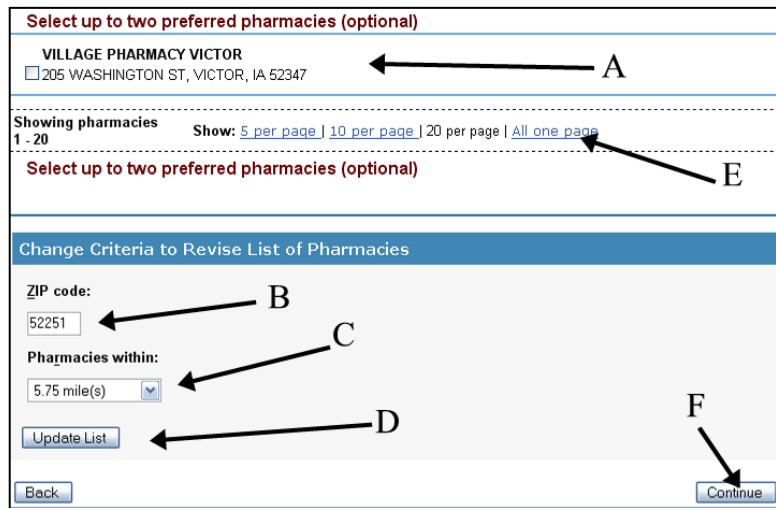 Select up to two preferred pharmacies (optional)
VILLAGE PHARMACY VICTOR
205 WASHINGTON ST, VICTOR, IA 52347
A
Showing pharmacies
1 - 20
Show: 5 per page | 10 per page | 20 per page | All one page
E
Select up to two preferred pharmacies (optional)
Change Criteria to Revise List of Pharmacies
ZIP code:
B
52251
C
Pharmacies within:
5.75 mile(s)
D
Update List
F
Back
Continue